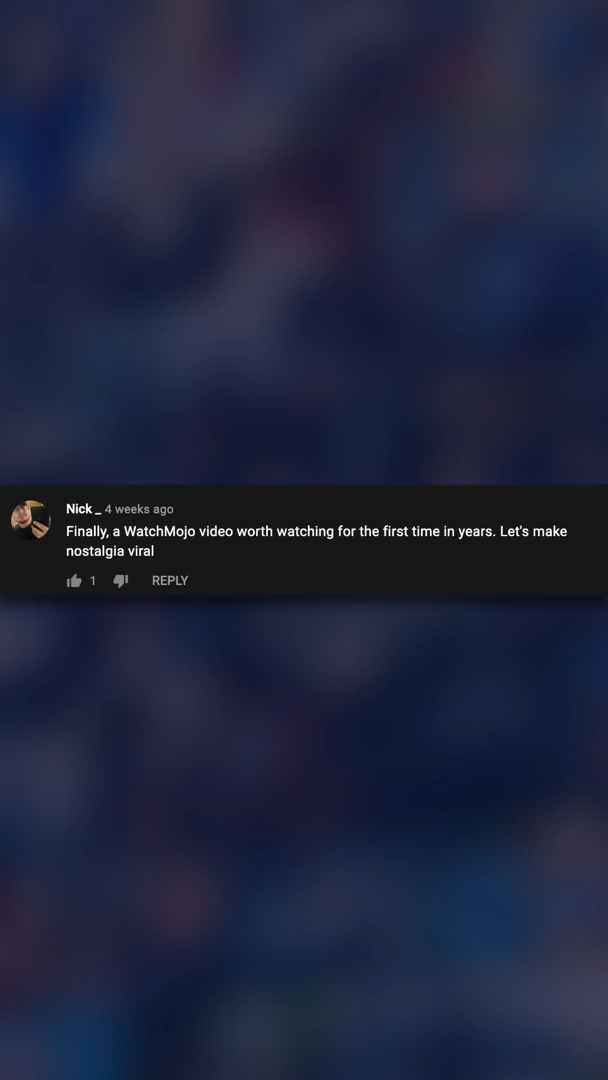 Nick _ 4 weeks ago
Finally, a WatchMojo video worth watching for the first time in years. Let's make
nostalgia viral
1 REPLY